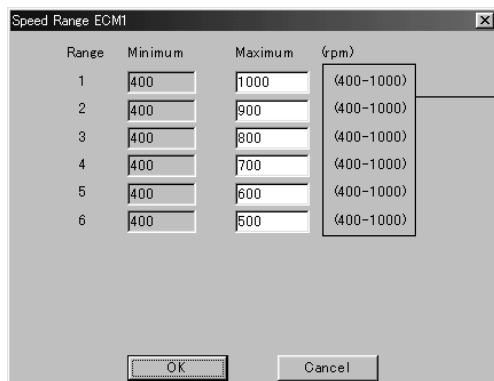 Speed Range ECM1
Range Minimum Maximum (rpm)
1 400 1000 (400-1000)
2 400 900 (400-1000)
3 400 800 (400-1000)
4 400 700 (400-1000)
5 400 600 (400-1000)
6 400 500 (400-1000)
OK Cancel